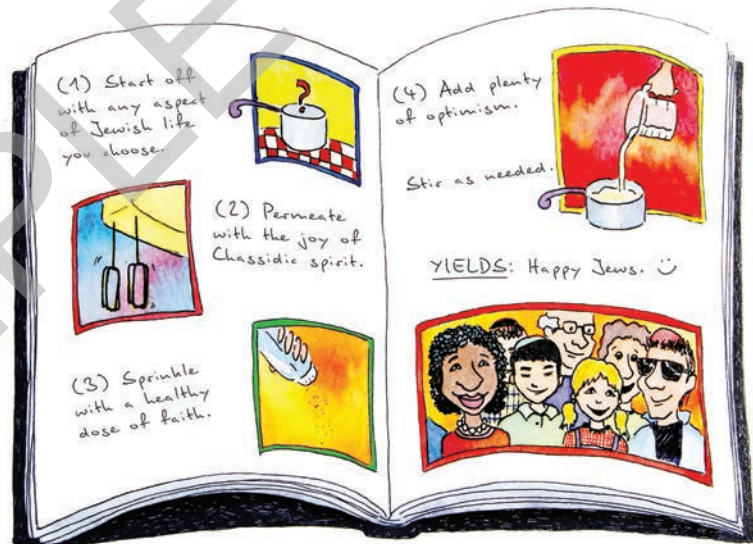 (1) Start off
with any aspect
of Jewish life
you choose.
?
(2) Permeate
with the joy of
Chassidic spirit.
(3) Sprinkle
with a healthy
dose of faith.
(4) Add plenty
of optimism.
Stir as needed.
YIELDS: Happy Jews. ü